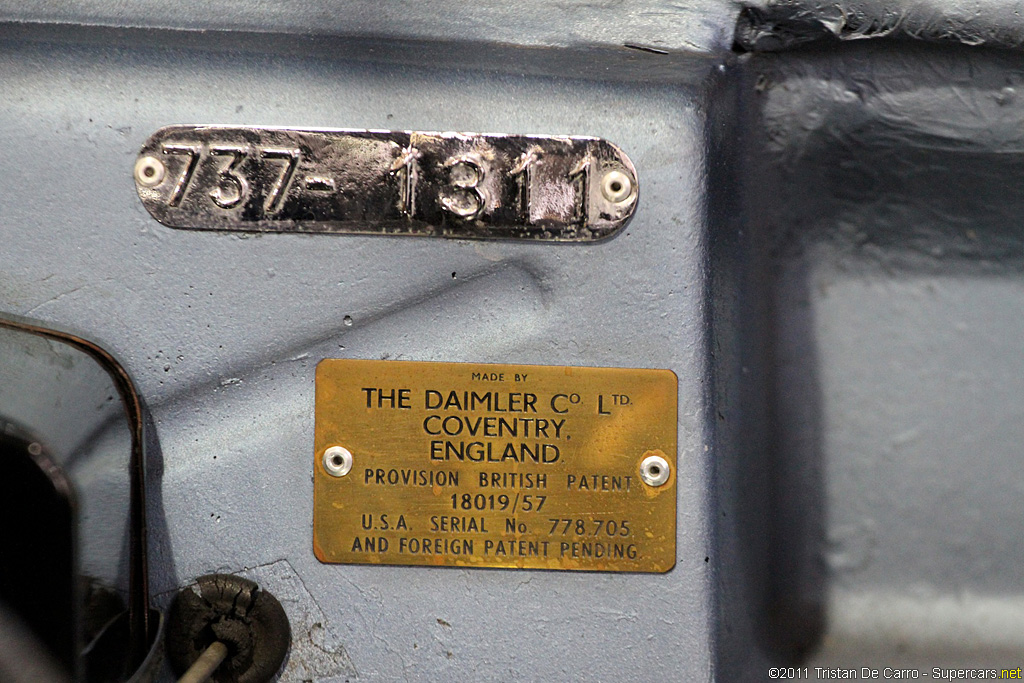 737- 1311
MADE BY
THE DAIMLER Co. LTD.
COVENTRY,
ENGLAND.
PROVISION BRITISH PATENT
18019/57
U.S.A. SERIAL No. 778,705.
AND FOREIGN PATENT PENDING.
©2011 Tristan De Carro - Supercars.net